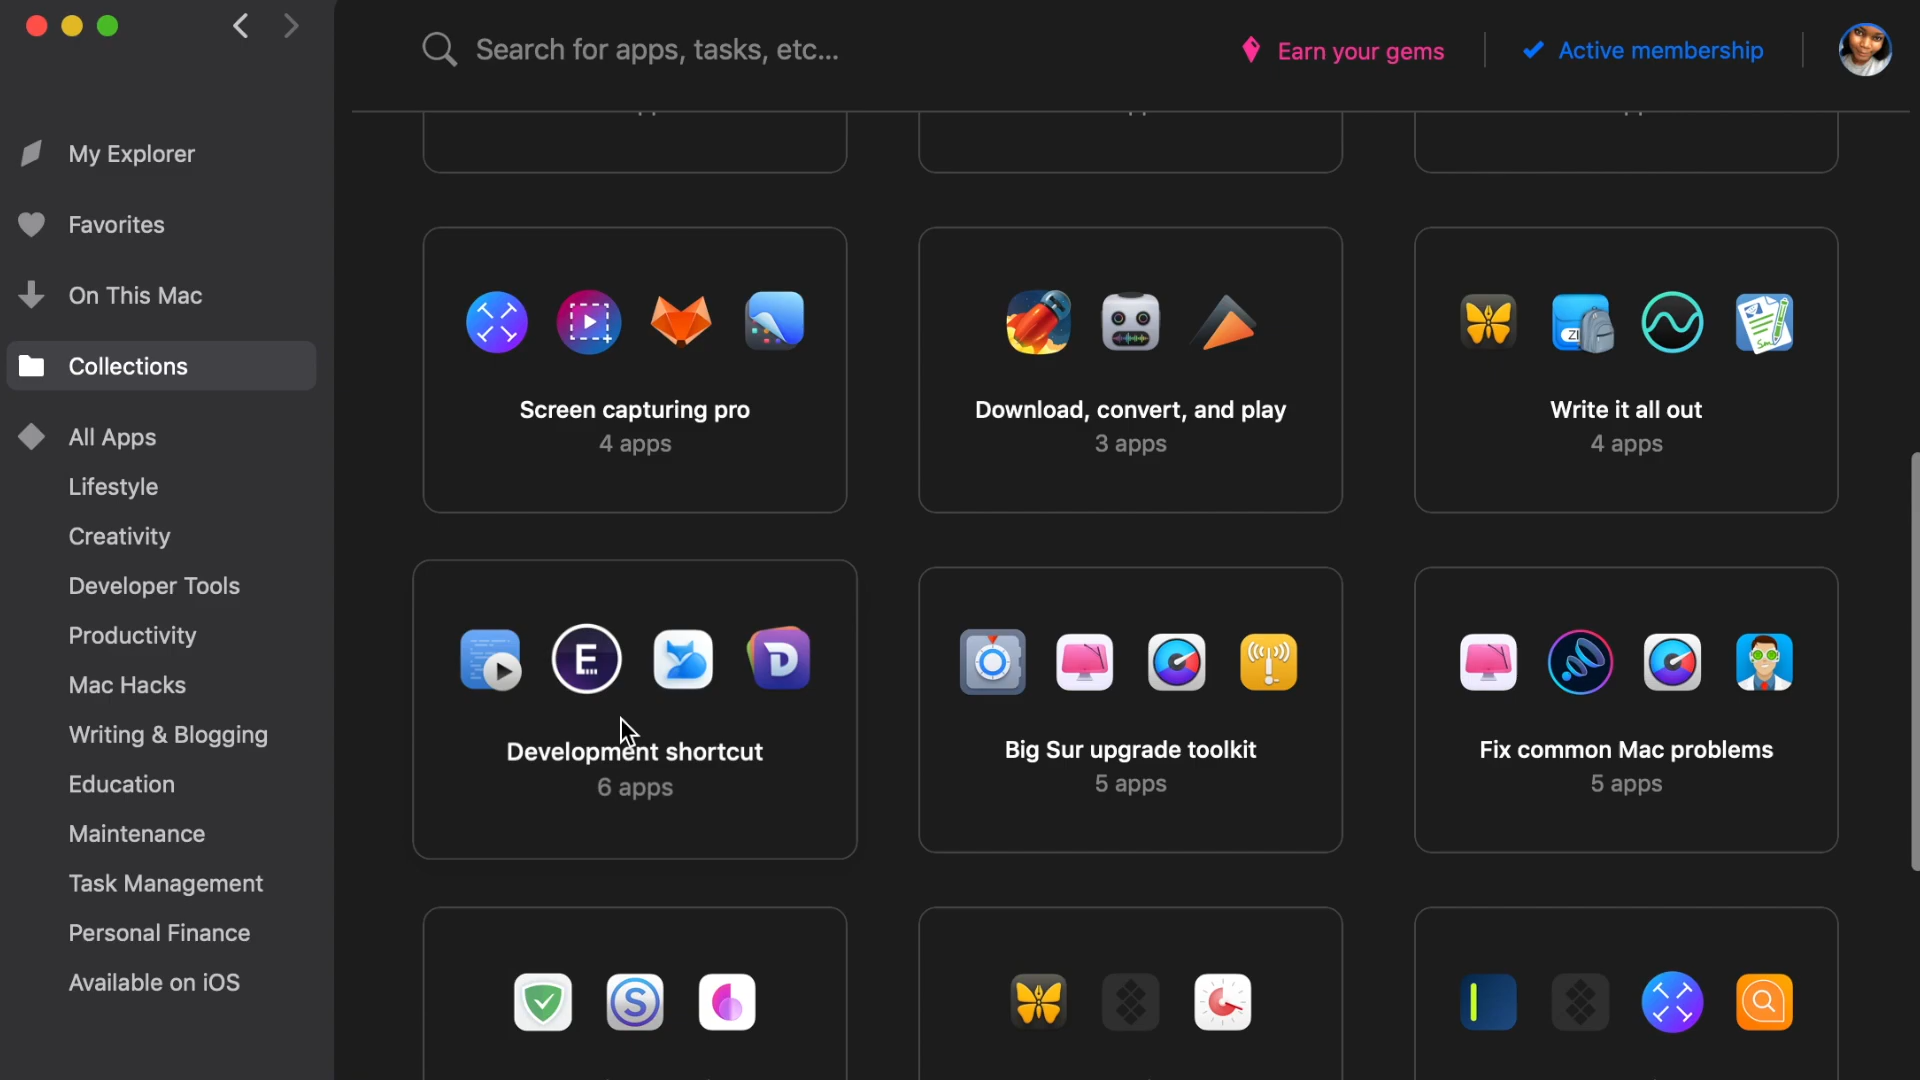 Search for apps, tasks, etc...
Earn your gems
Active membership
My Explorer
Favorites
On This Mac
Collections
All Apps
Lifestyle
Creativity
Developer Tools
Productivity
Mac Hacks
Writing & Blogging
Education
Maintenance
Task Management
Personal Finance
Available on iOS
Screen capturing pro
4 apps
Download, convert, and play
3 apps
ZI
Write it all out
4 apps
E
D
Development shortcut
6 apps
Big Sur upgrade toolkit
5 apps
Fix common Mac problems
5 apps
S